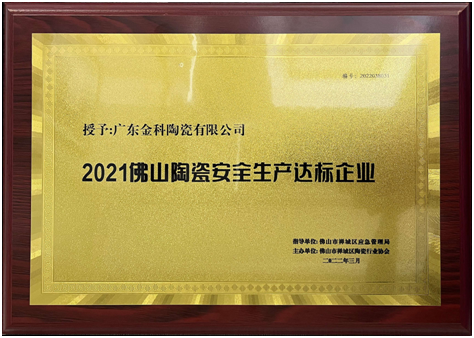 编号:
授予:广东金科陶瓷有限公司
2021佛山陶瓷安全生产达标企业
指导单位:佛山市禅城区应急管理局
主办单位:佛山市禅城区陶瓷行业协会
二〇二二年三月